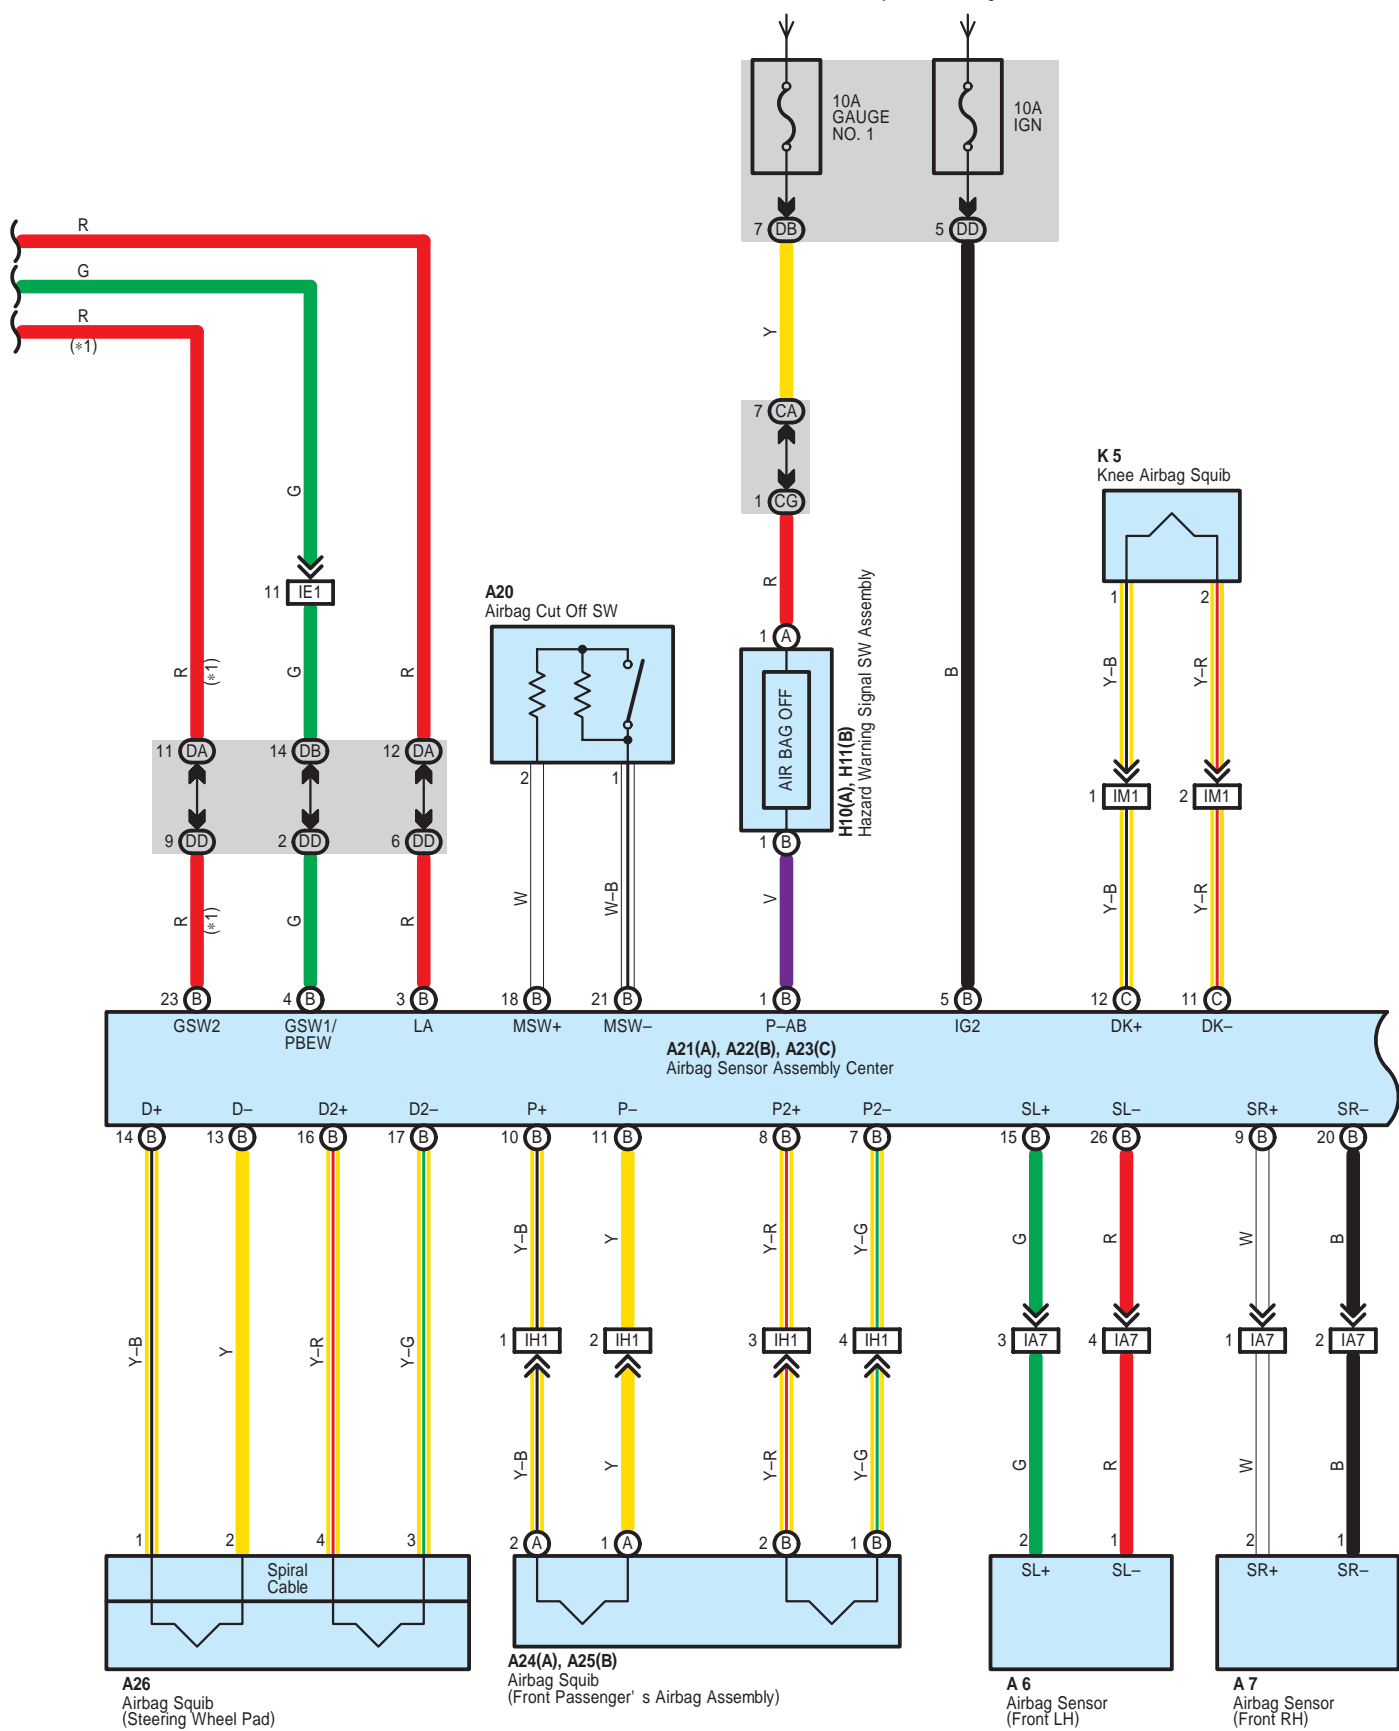 10A
GAUGE
NO. 1
10A
IGN
7 DB
5 DD
R
G
R
(*1)
Y
7 CA
1 CG
K 5
Knee Airbag Squib
1
2
G
11 IE1
A20
Airbag Cut Off SW
R
1 A
AIR BAG OFF
H10(A), H11(B)
Hazard Warning Signal SW Assembly
1 B
B
Y–B
Y–R
R
(*1)
G
R
11 DA
14 DB
12 DA
9 DD
2 DD
6 DD
2
1
1 IM1
2 IM1
R
(*1)
G
R
W
W–B
V
Y–B
Y–R
23 B
4 B
3 B
18 B
21 B
1 B
5 B
12 C
11 C
GSW2
GSW1/
PBEW
LA
MSW+
MSW–
P–AB
IG2
DK+
DK–
A21(A), A22(B), A23(C)
Airbag Sensor Assembly Center
D+
D–
D2+
D2–
P+
P–
P2+
P2–
SL+
SL–
SR+
SR–
14 B
13 B
16 B
17 B
10 B
11 B
8 B
7 B
15 B
26 B
9 B
20 B
Y–B
Y
Y–R
Y–G
G
R
W
B
1 IH1
2 IH1
3 IH1
4 IH1
3 IA7
4 IA7
1 IA7
2 IA7
Y–B
Y
Y–R
Y–G
Y–B
Y
Y–R
Y–G
G
R
W
B
1
2
4
3
2 A
1 A
2 B
1 B
2
1
2
1
Spiral
Cable
SL+
SL–
SR+
SR–
A26
Airbag Squib
(Steering Wheel Pad)
A24(A), A25(B)
Airbag Squib
(Front Passenger' s Airbag Assembly)
A 6
Airbag Sensor
(Front LH)
A 7
Airbag Sensor
(Front RH)